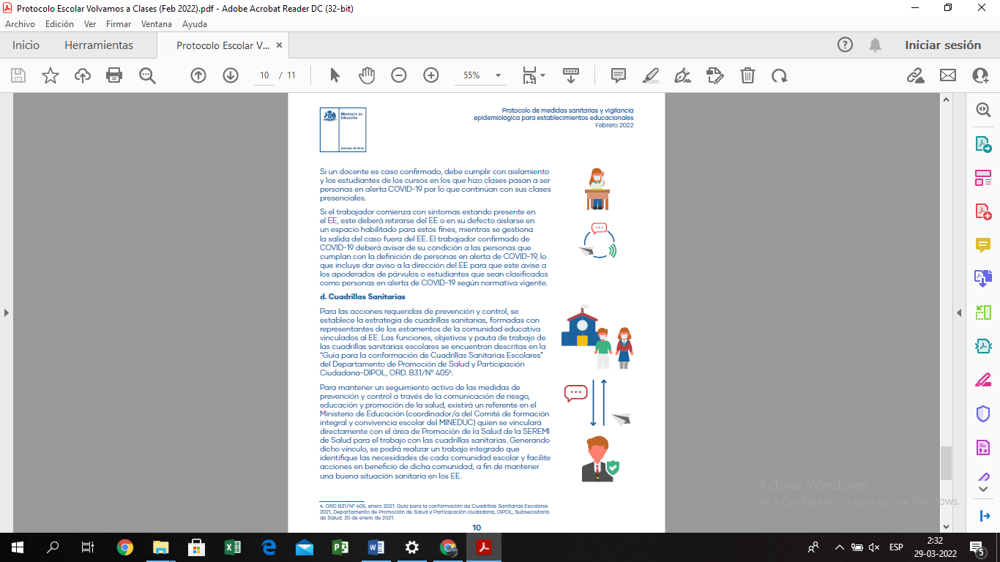 Protocolo Escolar Volvamos a Clases (Feb 2022).pdf - Adobe Acrobat Reader DC (32-bit)
Archivo Edición Ver Firmar Ventana Ayuda
Inicio Herramientas Protocolo Escolar V... Iniciar sesión
10 / 11 55%
Ministerio de
Educación
Gobierno de Chile
Protocolo de medidas sanitarias y vigilancia
epidemiológica para establecimientos educacionales
Febrero 2022
Si un docente es caso confirmado, debe cumplir con aislamiento
y los estudiantes de los cursos en los que hizo clases pasan a ser
personas en alerta COVID-19 por lo que continúan con sus clases
presenciales.
Si el trabajador comienza con síntomas estando presente en
el EE, este deberá retirarse del EE o en su defecto aislarse en
un espacio habilitado para estos fines, mientras se gestiona
la salida del caso fuera del EE. El trabajador confirmado de
COVID-19 deberá avisar de su condición a las personas que
cumplan con la definición de personas en alerta de COVID-19, lo
que incluye dar aviso a la dirección del EE para que este avise a
los apoderados de párvulos o estudiantes que sean clasificados
como personas en alerta de COVID-19 según normativa vigente.
d. Cuadrillas Sanitarias
Para las acciones requeridas de prevención y control, se
establece la estrategia de cuadrillas sanitarias, formadas con
representantes de los estamentos de la comunidad educativa
vinculados al EE. Las funciones, objetivos y pauta de trabajo de
las cuadrillas sanitarias escolares se encuentran descritas en la
"Guía para la conformación de Cuadrillas Sanitarias Escolares"
del Departamento de Promoción de Salud y Participación
Ciudadana-DIPOL, ORD. B31/N° 405⁴.
Para mantener un seguimiento activo de las medidas de
prevención y control a través de la comunicación de riesgo,
educación y promoción de la salud, existirá un referente en el
Ministerio de Educación (coordinador/a del Comité de formación
integral y convivencia escolar del MINEDUC) quien se vinculará
directamente con el área de Promoción de la Salud de la SEREMI
de Salud para el trabajo con las cuadrillas sanitarias. Generando
dicho vínculo, se podrá realizar un trabajo integrado que
identifique las necesidades de cada comunidad escolar y facilite
acciones en beneficio de dicha comunidad, a fin de mantener
una buena situación sanitaria en los EE.
4. ORD B31/N° 405, enero 2021. Guía para la conformación de Cuadrillas Sanitarias Escolares
2021, Departamento de Promoción de Salud y Participación ciudadana, DIPOL, Subsecretaría
de Salud. 20 de enero de 2021.
10
Activar Windows
Ve a Configuración para activar Windows.
ESP
2:32
29-03-2022
5